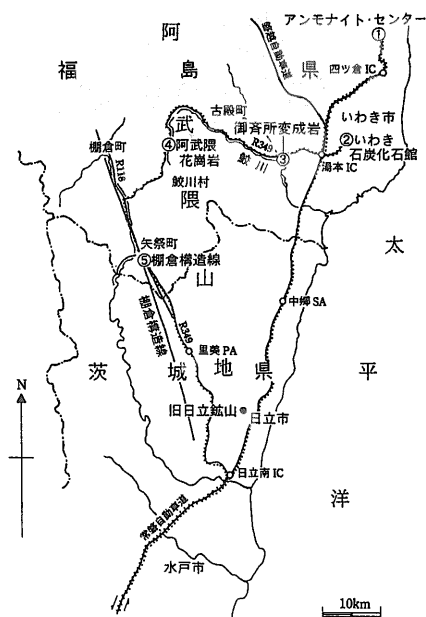 アンモナイト・センター
①
阿
福島県
磐越自動車道
四ツ倉IC
古殿町
いわき市
武
御斉所変成岩
②いわき
石炭化石館
棚倉町
R118
④阿武隈
花崗岩
R349
③
鮫川
湯本IC
鮫川村
隈
太
矢祭町
⑤棚倉構造線
山
棚倉構造線
中郷SA
R349
N
里美PA
茨城県
地
平
旧日立鉱山
日立市
日立南IC
洋
常磐自動車道
水戸市
10km